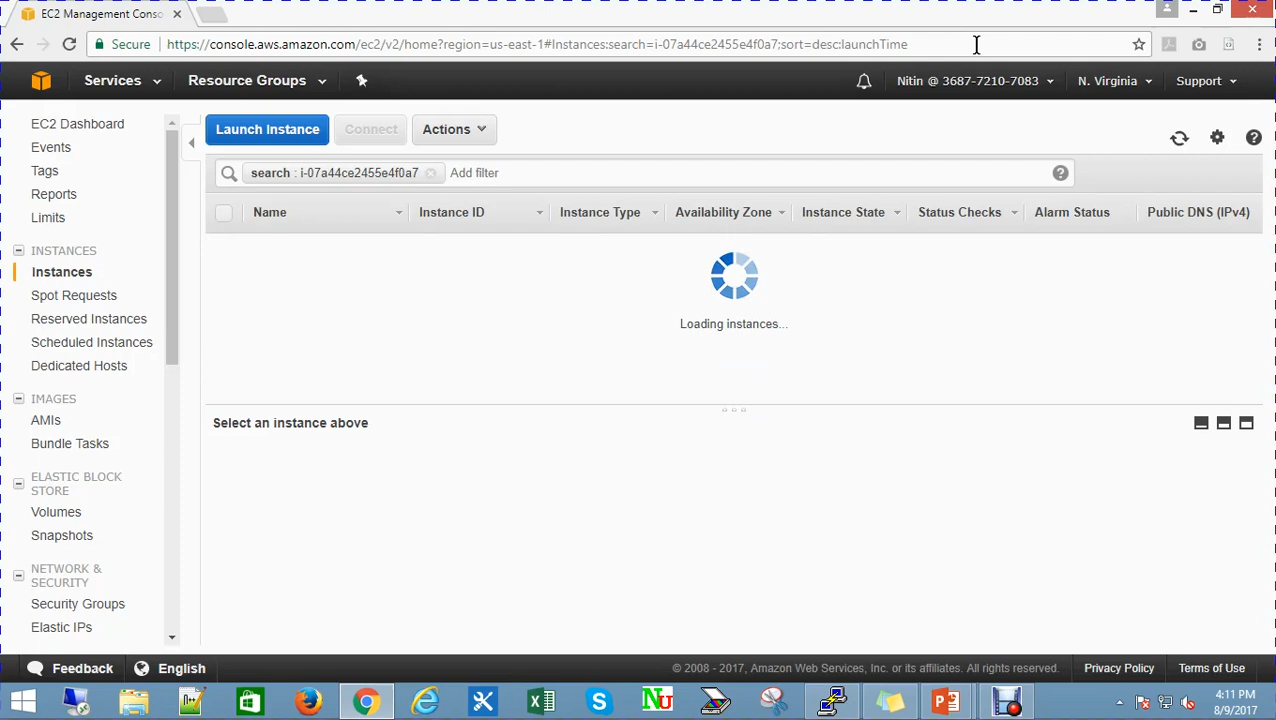 EC2 Management Conso
Secure https://console.aws.amazon.com/ec2/v2/home?region=us-east-1#Instances:search=i-07a44ce2455e4f0a7;sort=desc:launchTime
Services Resource Groups Nitin @ 3687-7210-7083 N. Virginia Support
EC2 Dashboard
Events
Tags
Reports
Limits
INSTANCES
Instances
Spot Requests
Reserved Instances
Scheduled Instances
Dedicated Hosts
IMAGES
AMIs
Bundle Tasks
ELASTIC BLOCK
STORE
Volumes
Snapshots
NETWORK &
SECURITY
Security Groups
Elastic IPs
Launch Instance Connect Actions
search : i-07a44ce2455e4f0a7 Add filter
Name Instance ID Instance Type Availability Zone Instance State Status Checks Alarm Status Public DNS (IPv4)
Loading instances...
Select an instance above
Feedback English © 2008 - 2017, Amazon Web Services, Inc. or its affiliates. All rights reserved. Privacy Policy Terms of Use
4:11 PM
8/9/2017